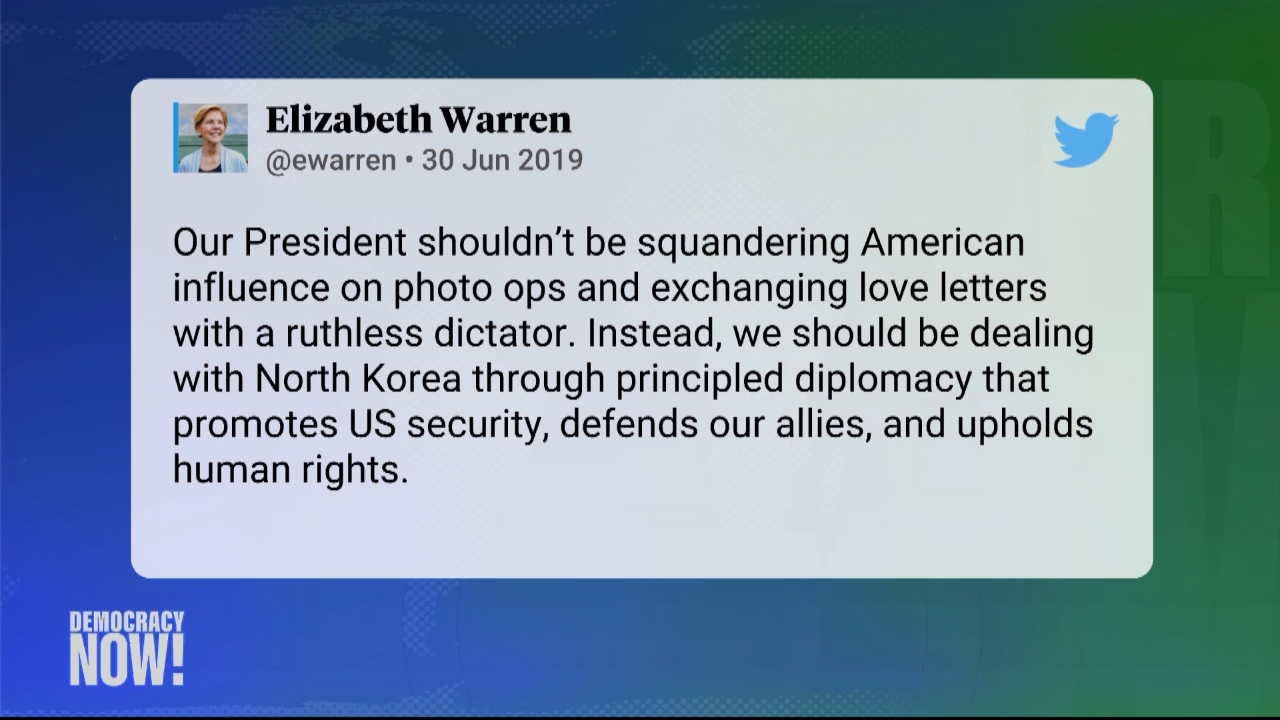 Elizabeth Warren
@ewarren • 30 Jun 2019
Our President shouldn’t be squandering American
influence on photo ops and exchanging love letters
with a ruthless dictator. Instead, we should be dealing
with North Korea through principled diplomacy that
promotes US security, defends our allies, and upholds
human rights.
DEMOCRACY
NOW!